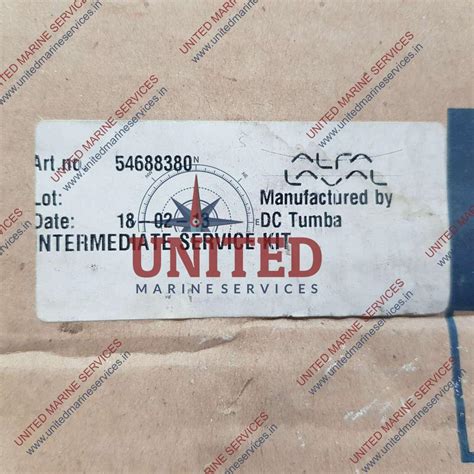 Art.no. 54688380
ALFA
LAVAL
Lot:
Manufactured by
Date: 18-02- 3
DC Tumba
INTERMEDIATE SERVICE KIT
N
UNITED
MARINE SERVICES
UNITED MARINE SERVICES
www.unitedmarineservices.in